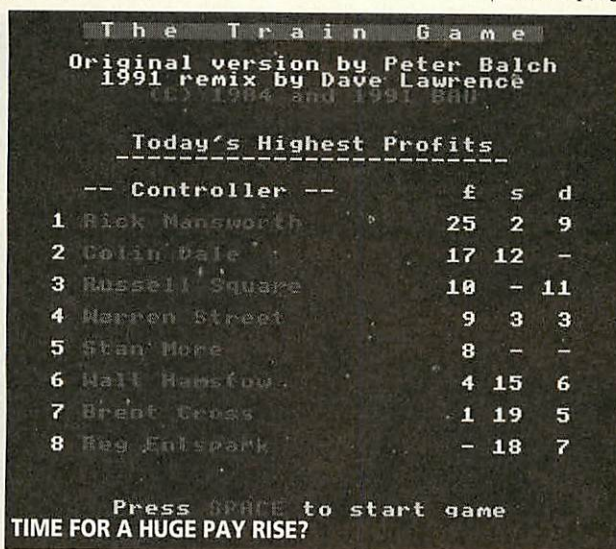 The Train Game
Original version by Peter Balch
1991 remix by Dave Lawrence
(C) 1984 and 1991 BAU
Today's Highest Profits
-- Controller -- £ s d
1 Rick Mansworth 25 2 9
2 Colin Dale 17 12 -
3 Russell Square 10 - 11
4 Warren Street 9 3 3
5 Stan More 8 - -
6 Walt Hamstow 4 15 6
7 Brent Cross 1 19 5
8 Reg Entspark - 18 7
Press SPACE to start game
TIME FOR A HUGE PAY RISE?